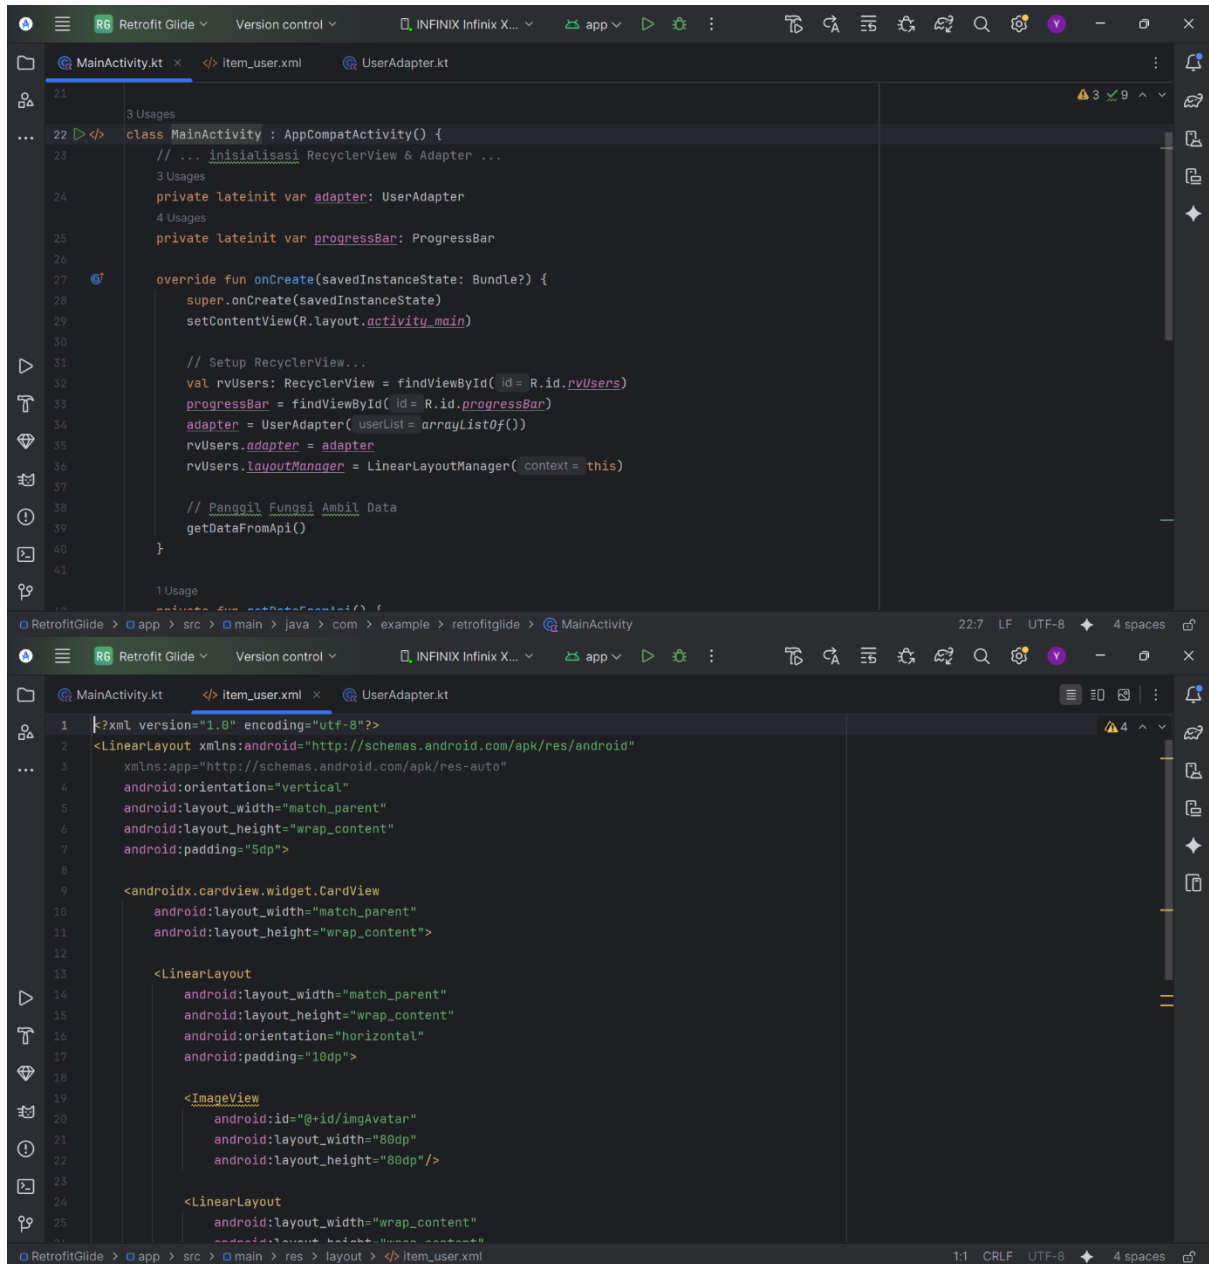 RG Retrofit Glide Version control INFINIX Infinix X... app Y
MainActivity.kt item_user.xml UserAdapter.kt
21 3 9
3 Usages
22 class MainActivity : AppCompatActivity() {
23 // ... inisialisasi RecyclerView & Adapter ...
3 Usages
24 private lateinit var adapter: UserAdapter
4 Usages
25 private lateinit var progressBar: ProgressBar
26
27 override fun onCreate(savedInstanceState: Bundle?) {
28 super.onCreate(savedInstanceState)
29 setContentView(R.layout.activity_main)
30
31 // Setup RecyclerView...
32 val rvUsers: RecyclerView = findViewById( id = R.id.rvUsers)
33 progressBar = findViewById( id = R.id.progressBar)
34 adapter = UserAdapter( userList = arrayListOf())
35 rvUsers.adapter = adapter
36 rvUsers.layoutManager = LinearLayoutManager( context = this)
37
38 // Panggil Fungsi Ambil Data
39 getDataFromApi()
40 }
41
1 Usage
private fun getDataFromApi() {
RetrofitGlide > app > src > main > java > com > example > retrofitglide > MainActivity 22:7 LF UTF-8 4 spaces
RG Retrofit Glide Version control INFINIX Infinix X... app Y
MainActivity.kt item_user.xml UserAdapter.kt
1 <?xml version="1.0" encoding="utf-8"?> 4
2 <LinearLayout xmlns:android="http://schemas.android.com/apk/res/android"
3 xmlns:app="http://schemas.android.com/apk/res-auto"
4 android:orientation="vertical"
5 android:layout_width="match_parent"
6 android:layout_height="wrap_content"
7 android:padding="5dp">
8
9 <androidx.cardview.widget.CardView
10 android:layout_width="match_parent"
11 android:layout_height="wrap_content">
12
13 <LinearLayout
14 android:layout_width="match_parent"
15 android:layout_height="wrap_content"
16 android:orientation="horizontal"
17 android:padding="10dp">
18
19 <ImageView
20 android:id="@+id/imgAvatar"
21 android:layout_width="80dp"
22 android:layout_height="80dp"/>
23
24 <LinearLayout
25 android:layout_width="wrap_content"
android:layout_height="wrap_content"
RetrofitGlide > app > src > main > res > layout > item_user.xml 1:1 CRLF UTF-8 4 spaces